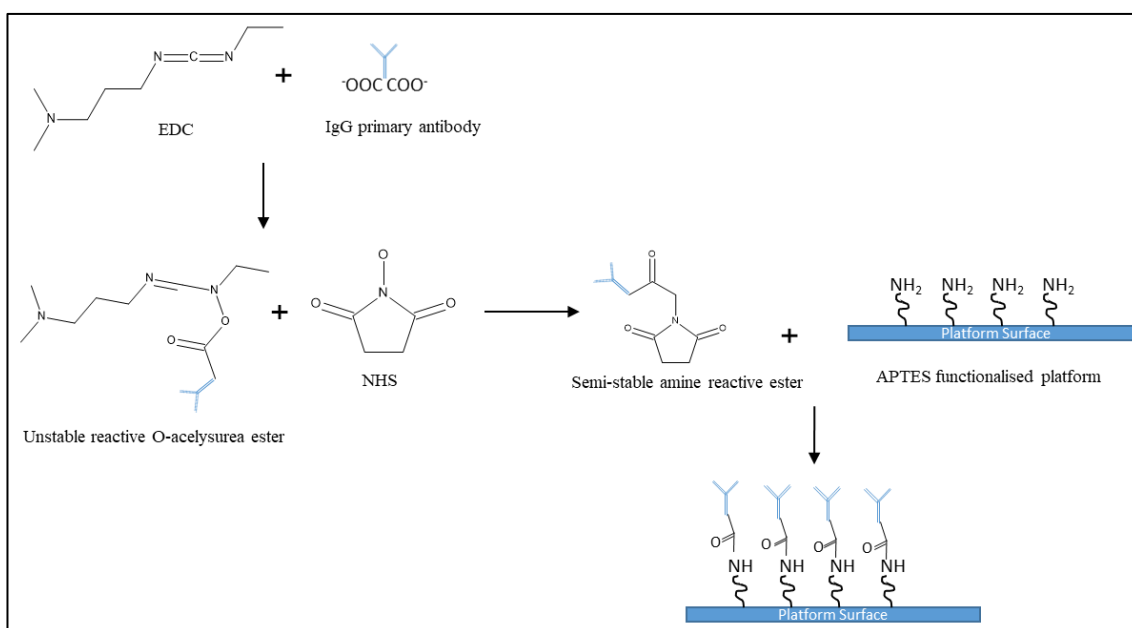 N C N
+
-OOC COO-
N
EDC
IgG primary antibody
N
N
N
O
O
+
O
N
O
O
NHS
O
N
O
O
+
NH2 NH2 NH2 NH2
Platform Surface
Unstable reactive O-acelysurea ester
Semi-stable amine reactive ester
APTES functionalised platform
O O O O
NH NH NH NH
Platform Surface